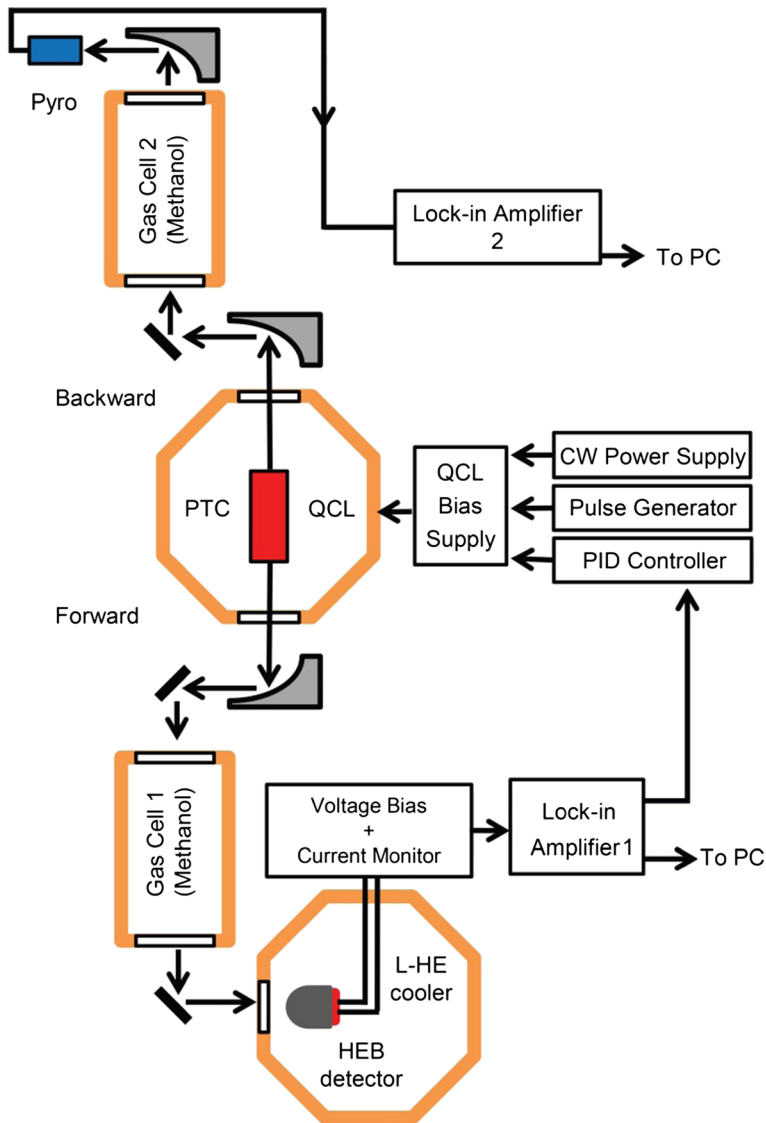 Pyro
Gas Cell 2
(Methanol)
Lock-in Amplifier
2
To PC
Backward
PTC
QCL
QCL
Bias
Supply
CW Power Supply
Pulse Generator
PID Controller
Forward
Gas Cell 1
(Methanol)
Voltage Bias
+
Current Monitor
Lock-in
Amplifier1
To PC
L-HE
cooler
HEB
detector